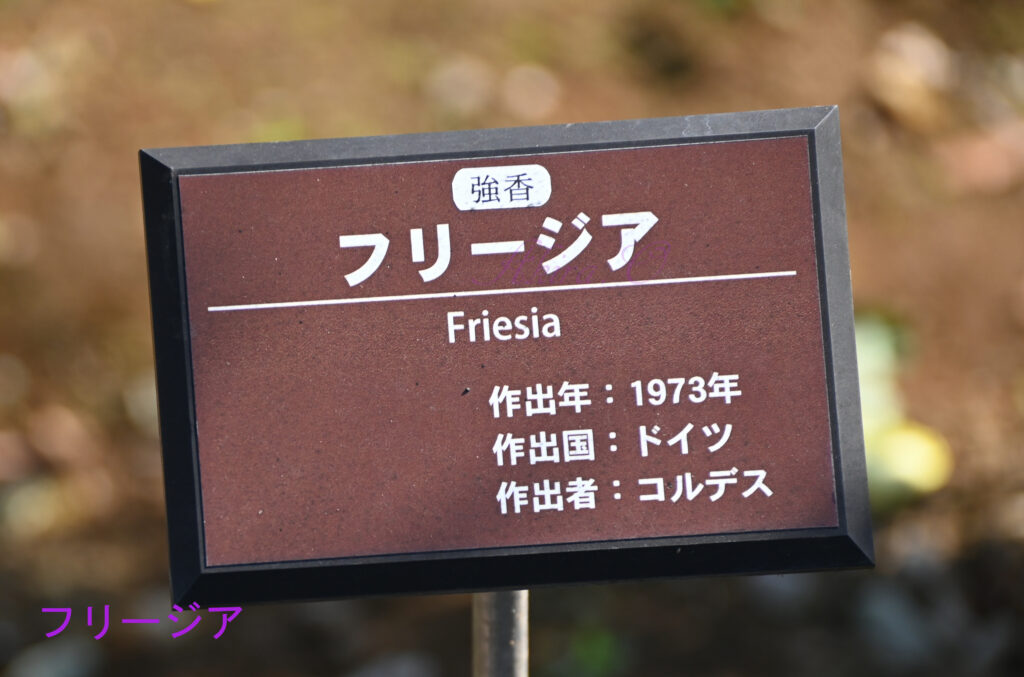 強香
フリージア
Friesia
作出年：1973年
作出国：ドイツ
作出者：コルデス
フリージア